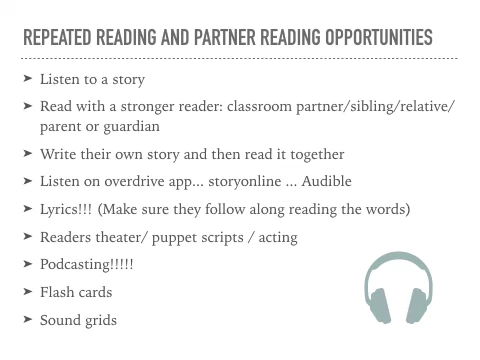 REPEATED READING AND PARTNER READING OPPORTUNITIES
➤ Listen to a story
➤ Read with a stronger reader: classroom partner/sibling/relative/
parent or guardian
➤ Write their own story and then read it together
➤ Listen on overdrive app... storyonline ... Audible
➤ Lyrics!!! (Make sure they follow along reading the words)
➤ Readers theater/ puppet scripts / acting
➤ Podcasting!!!!!
➤ Flash cards
➤ Sound grids